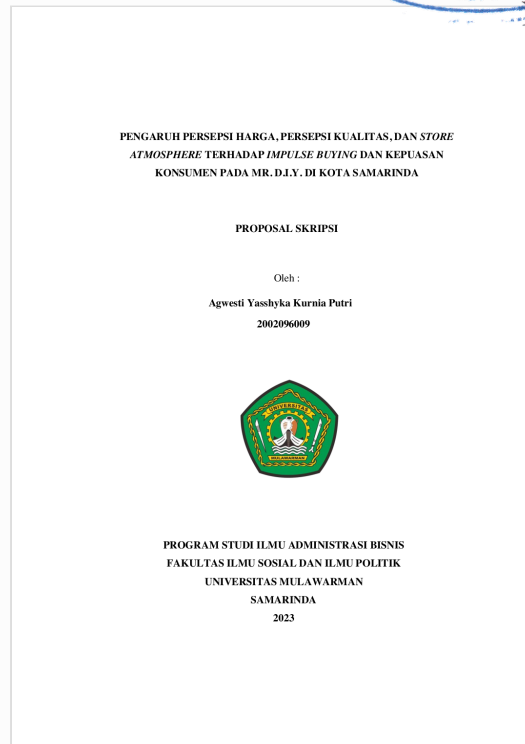 PENGARUH PERSEPSI HARGA, PERSEPSI KUALITAS, DAN STORE
ATMOSPHERE TERHADAP IMPULSE BUYING DAN KEPUASAN
KONSUMEN PADA MR. D.I.Y. DI KOTA SAMARINDA
PROPOSAL SKRIPSI
Oleh :
Agwesti Yasshyka Kurnia Putri
2002096009
UNIVERSITAS
MULAWARMAN
PROGRAM STUDI ILMU ADMINISTRASI BISNIS
FAKULTAS ILMU SOSIAL DAN ILMU POLITIK
UNIVERSITAS MULAWARMAN
SAMARINDA
2023